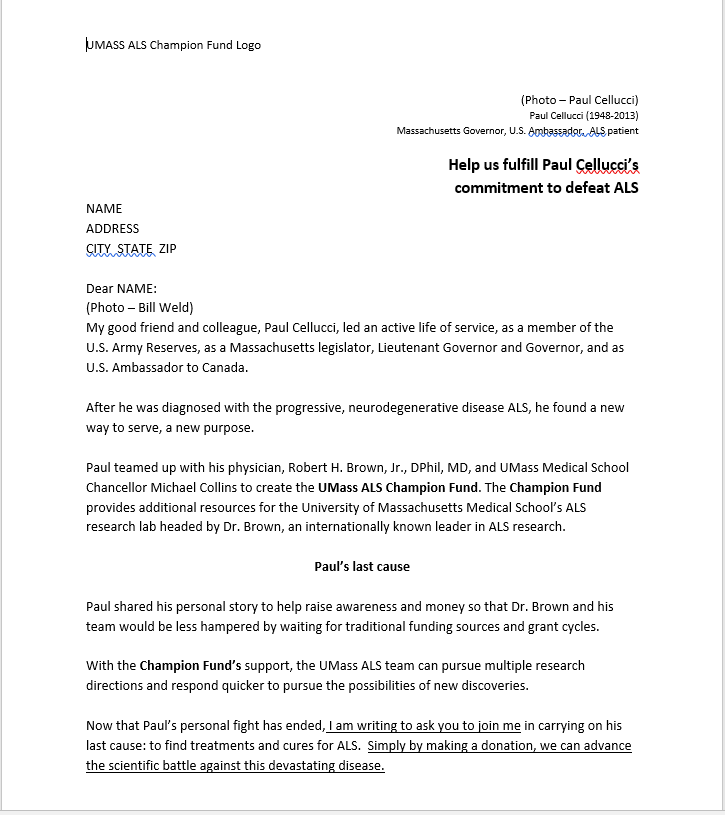 UMASS ALS Champion Fund Logo
(Photo – Paul Cellucci)
Paul Cellucci (1948-2013)
Massachusetts Governor, U.S. Ambassador,  ALS patient
Help us fulfill Paul Cellucci’s
commitment to defeat ALS
NAME
ADDRESS
CITY  STATE  ZIP
Dear NAME:
(Photo – Bill Weld)
My good friend and colleague, Paul Cellucci, led an active life of service, as a member of the
U.S. Army Reserves, as a Massachusetts legislator, Lieutenant Governor and Governor, and as
U.S. Ambassador to Canada.
After he was diagnosed with the progressive, neurodegenerative disease ALS, he found a new
way to serve, a new purpose.
Paul teamed up with his physician, Robert H. Brown, Jr., DPhil, MD, and UMass Medical School
Chancellor Michael Collins to create the UMass ALS Champion Fund. The Champion Fund
provides additional resources for the University of Massachusetts Medical School’s ALS
research lab headed by Dr. Brown, an internationally known leader in ALS research.
Paul’s last cause
Paul shared his personal story to help raise awareness and money so that Dr. Brown and his
team would be less hampered by waiting for traditional funding sources and grant cycles.
With the Champion Fund’s support, the UMass ALS team can pursue multiple research
directions and respond quicker to pursue the possibilities of new discoveries.
Now that Paul’s personal fight has ended, I am writing to ask you to join me in carrying on his
last cause: to find treatments and cures for ALS.  Simply by making a donation, we can advance
the scientific battle against this devastating disease.